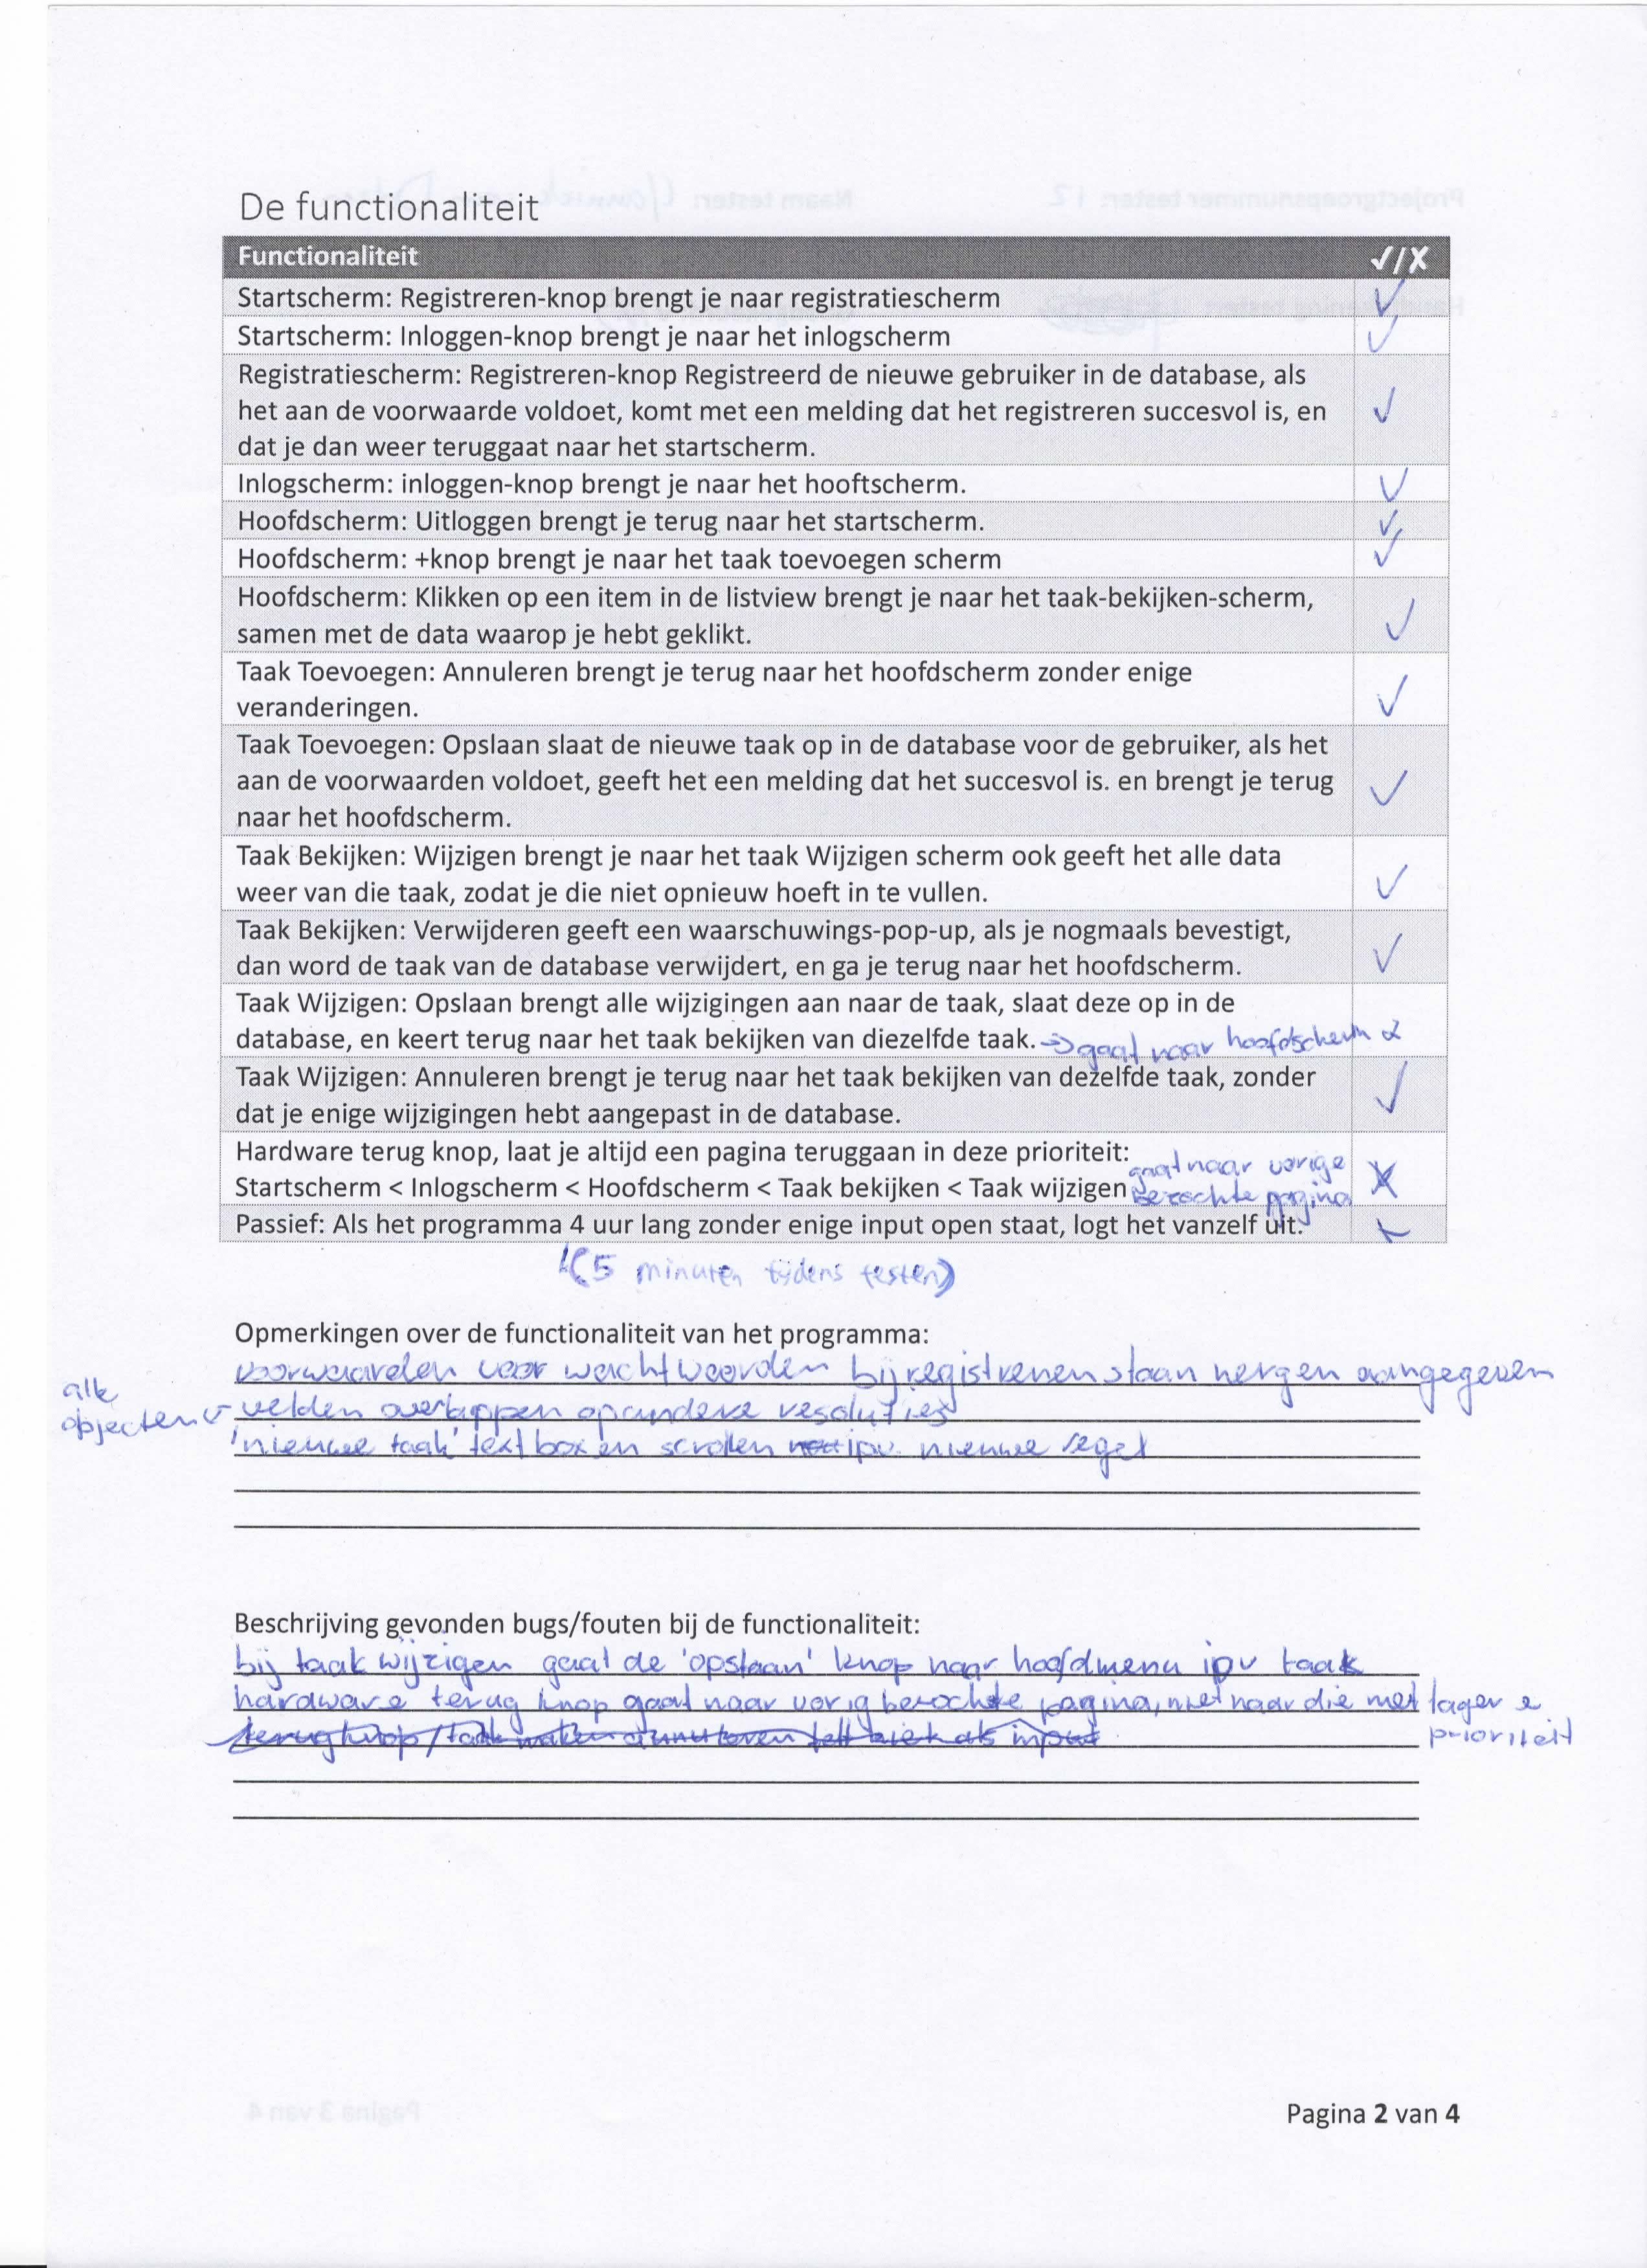 De functionaliteit
Functionaliteit ✓/X
Startscherm: Registreren-knop brengt je naar registratiescherm ✓
Startscherm: Inloggen-knop brengt je naar het inlogscherm ✓
Registratiescherm: Registreren-knop Registreerd de nieuwe gebruiker in de database, als
het aan de voorwaarde voldoet, komt met een melding dat het registreren succesvol is, en ✓
dat je dan weer teruggaat naar het startscherm.
Inlogscherm: inloggen-knop brengt je naar het hooftscherm. ✓
Hoofdscherm: Uitloggen brengt je terug naar het startscherm. ✓
Hoofdscherm: +knop brengt je naar het taak toevoegen scherm ✓
Hoofdscherm: Klikken op een item in de listview brengt je naar het taak-bekijken-scherm,
samen met de data waarop je hebt geklikt. ✓
Taak Toevoegen: Annuleren brengt je terug naar het hoofdscherm zonder enige
veranderingen. ✓
Taak Toevoegen: Opslaan slaat de nieuwe taak op in de database voor de gebruiker, als het
aan de voorwaarden voldoet, geeft het een melding dat het succesvol is. en brengt je terug ✓
naar het hoofdscherm.
Taak Bekijken: Wijzigen brengt je naar het taak Wijzigen scherm ook geeft het alle data
weer van die taak, zodat je die niet opnieuw hoeft in te vullen. ✓
Taak Bekijken: Verwijderen geeft een waarschuwings-pop-up, als je nogmaals bevestigt,
dan word de taak van de database verwijdert, en ga je terug naar het hoofdscherm. ✓
Taak Wijzigen: Opslaan brengt alle wijzigingen aan naar de taak, slaat deze op in de
database, en keert terug naar het taak bekijken van diezelfde taak. → gaat naar hoofdscherm
Taak Wijzigen: Annuleren brengt je terug naar het taak bekijken van dezelfde taak, zonder ✓
dat je enige wijzigingen hebt aangepast in de database.
Hardware terug knop, laat je altijd een pagina teruggaan in deze prioriteit: gaat naar vorige
Startscherm < Inlogscherm < Hoofdscherm < Taak bekijken < Taak wijzigen bezochte pagina X
Passief: Als het programma 4 uur lang zonder enige input open staat, logt het vanzelf uit.
(5 minuten tijdens testen)
Opmerkingen over de functionaliteit van het programma:
voorwaarden voor wachtwoorden bij registreren staan nergen aangegeven
alle objecten velden overlappen op andere resoluties
'nieuwe taak' textboxen scrollen ipv. nieuwe regel
Beschrijving gevonden bugs/fouten bij de functionaliteit:
bij taak wijzigen gaat de 'opslaan' knop naar hoofdmenu ipv taak
hardware terug knop gaat naar vorig bezochte pagina, niet naar die met lagere
prioriteit
Pagina 2 van 4